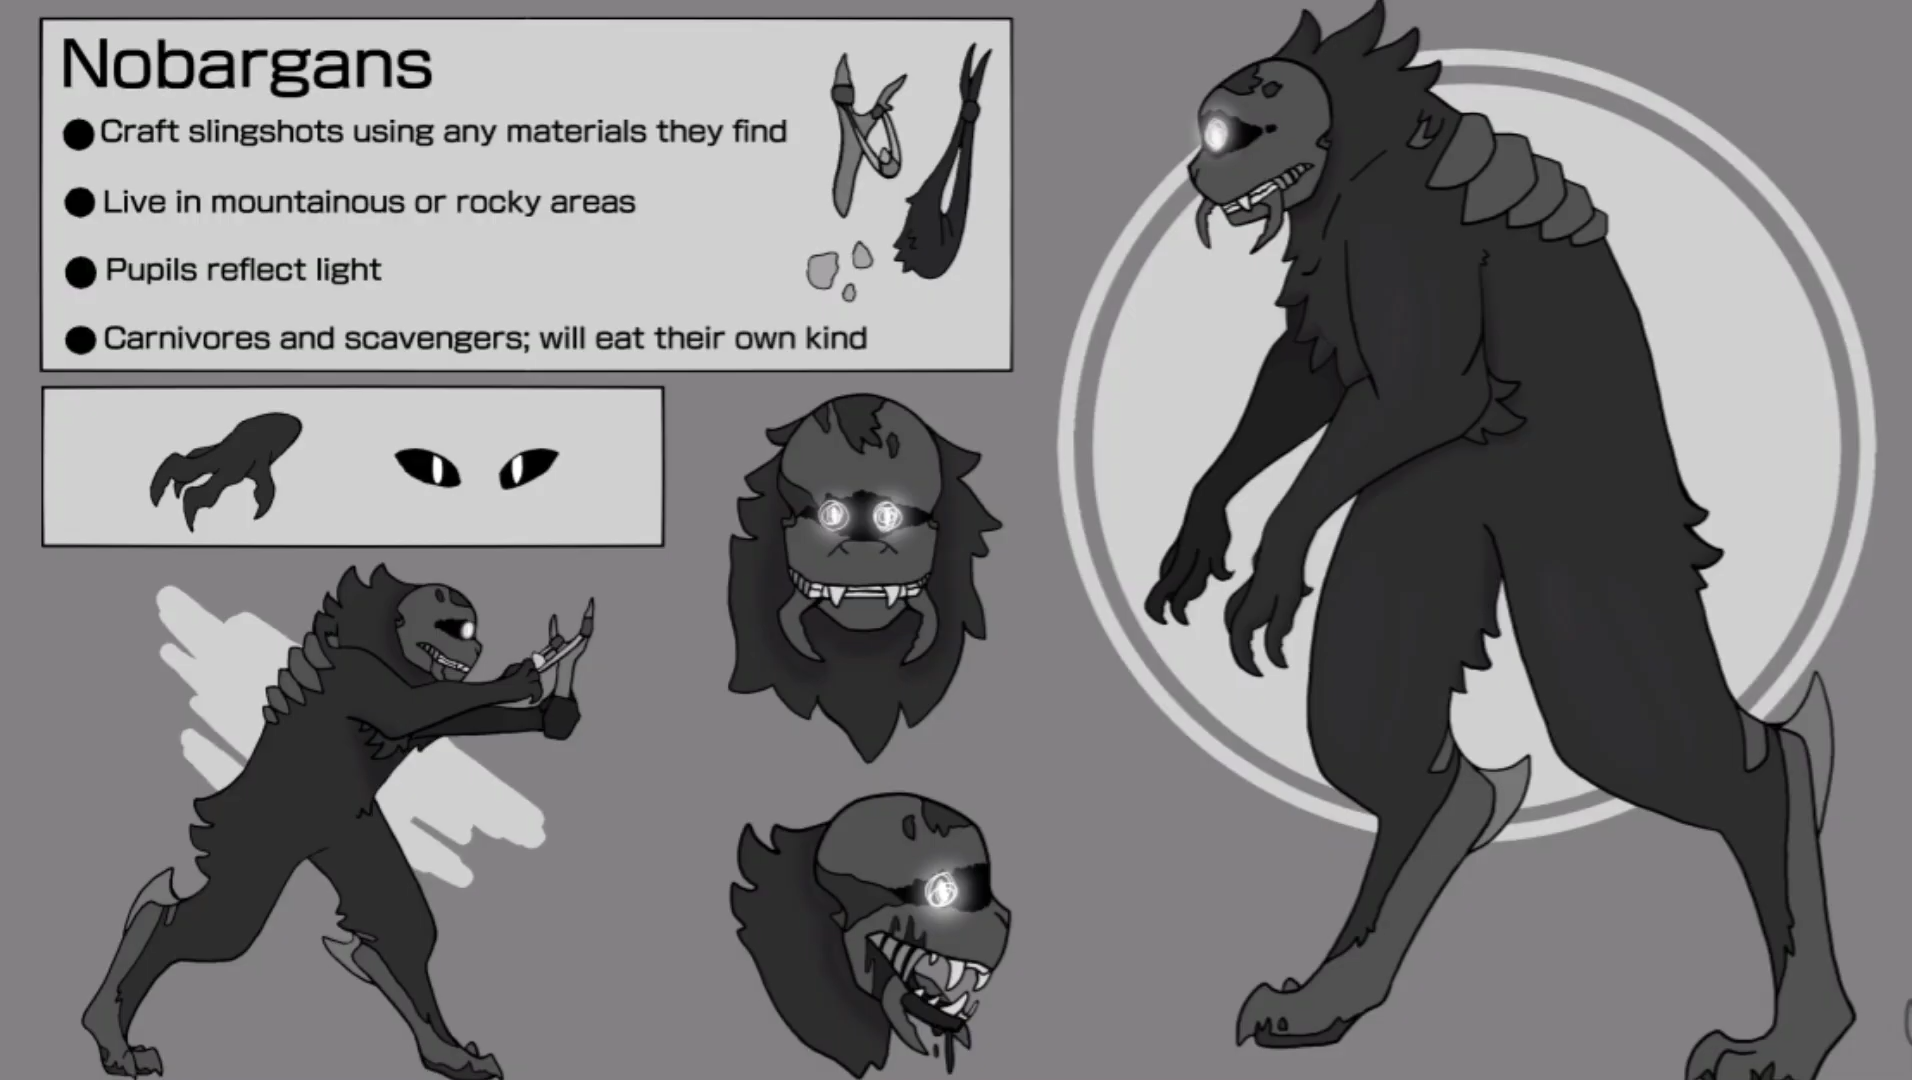 Nobargans
Craft slingshots using any materials they find
Live in mountainous or rocky areas
Pupils reflect light
Carnivores and scavengers; will eat their own kind